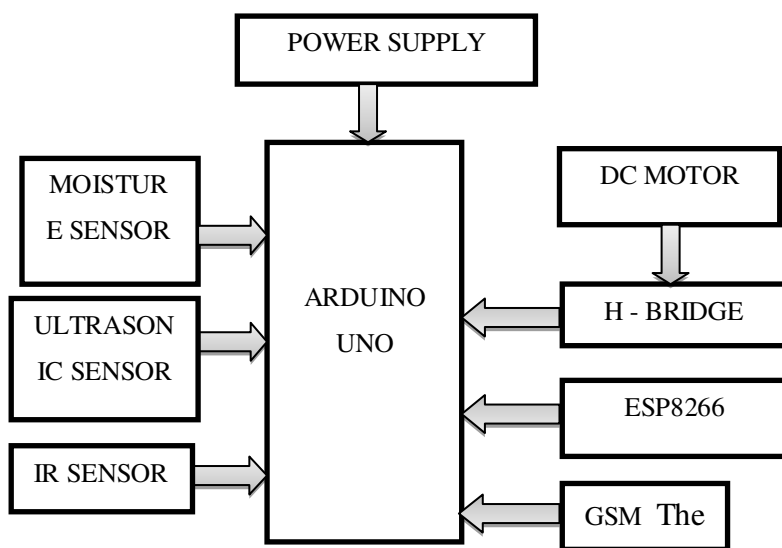 POWER SUPPLY
MOISTUR
E SENSOR
ULTRASON
IC SENSOR
IR SENSOR
ARDUINO
UNO
DC MOTOR
H - BRIDGE
ESP8266
GSM The